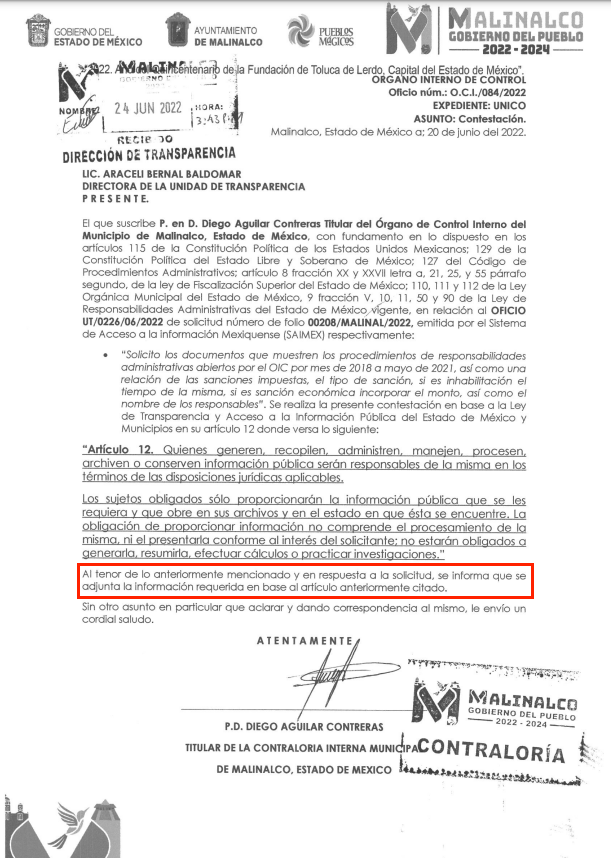 GOBIERNO DEL
ESTADO DE MÉXICO
AYUNTAMIENTO
DE MALINALCO
PUEBLOS
MÁGICOS
MALINALCO
GOBIERNO DEL PUEBLO
2022 - 2024
"2022. Año del Quincentenario de la Fundación de Toluca de Lerdo, Capital del Estado de México".
MALINALCO
NOMBRE
24 JUN 2022
HORA:
RECIBIDO
DIRECCIÓN DE TRANSPARENCIA
ORGANO INTERNO DE CONTROL
Oficio núm.: O.C.I./084/2022
EXPEDIENTE: UNICO
ASUNTO: Contestación.
Malinalco, Estado de México a; 20 de junio del 2022.
LIC. ARACELI BERNAL BALDOMAR
DIRECTORA DE LA UNIDAD DE TRANSPARENCIA
P R E S E N T E.
El que suscribe P. en D. Diego Aguilar Contreras Titular del Órgano de Control Interno del
Municipio de Malinalco, Estado de México, con fundamento en lo dispuesto en los
artículos 115 de la Constitución Política de los Estados Unidos Mexicanos; 129 de la
Constitución Política del Estado Libre y Soberano de México; 127 del Código de
Procedimientos Administrativos; artículo 8 fracción XX y XXVII letra a, 21, 25, y 55 párrafo
segundo, de la ley de Fiscalización Superior del Estado de México; 110, 111 y 112 de la Ley
Orgánica Municipal del Estado de México, 9 fracción V, 10, 11, 50 y 90 de la Ley de
Responsabilidades Administrativas del Estado de México vigente, en relación al OFICIO
UT/0226/06/2022 de solicitud número de folio 00208/MALINAL/2022, emitida por el Sistema
de Acceso a la información Mexiquense (SAIMEX) respectivamente:
• "Solicito los documentos que muestren los procedimientos de responsabilidades
administrativas abiertos por el OIC por mes de 2018 a mayo de 2021, así como una
relación de las sanciones impuestas, el tipo de sanción, si es inhabilitación el
tiempo de la misma, si es sanción económica incorporar el monto, así como el
nombre de los responsables". Se realiza la presente contestación en base a la Ley
de Transparencia y Acceso a la Información Pública del Estado de México y
Municipios en su artículo 12 donde versa lo siguiente:
"Artículo 12. Quienes generen, recopilen, administren, manejen, procesen,
archiven o conserven información pública serán responsables de la misma en los
términos de las disposiciones jurídicas aplicables.
Los sujetos obligados sólo proporcionarán la información pública que se les
requiera y que obre en sus archivos y en el estado en que ésta se encuentre. La
obligación de proporcionar información no comprende el procesamiento de la
misma, ni el presentarla conforme al interés del solicitante; no estarán obligados a
generarla, resumirla, efectuar cálculos o practicar investigaciones."
Al tenor de lo anteriormente mencionado y en respuesta a la solicitud, se informa que se
adjunta la información requerida en base al artículo anteriormente citado.
Sin otro asunto en particular que aclarar y dando correspondencia al mismo, le envío un
cordial saludo.
A T E N T A M E N T E
P.D. DIEGO AGUILAR CONTRERAS
TITULAR DE LA CONTRALORIA INTERNA MUNICIPA
DE MALINALCO, ESTADO DE MEXICO
MALINALCO
GOBIERNO DEL PUEBLO
2022 - 2024
CONTRALORÍA